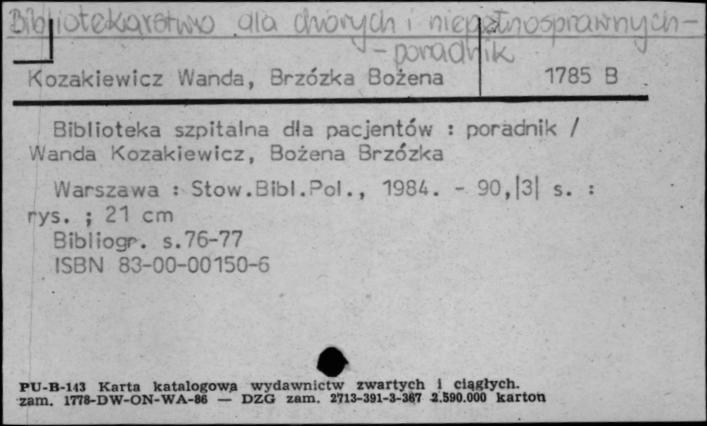 Bibliotekarstwo dla chorych i niepełnosprawnych-
- poradnik
Kozakiewicz Wanda, Brzózka Bożena 1785 B
Biblioteka szpitalna dla pacjentów : poradnik /
Wanda Kozakiewicz, Bożena Brzózka
Warszawa : Stow.Bibl.Pol., 1984. - 90,|3| s. :
rys. ; 21 cm
Bibliogr. s.76-77
ISBN 83-00-00150-6
PU-B-143 Karta katalogowa wydawnictw zwartych i ciągłych.
zam. 1778-DW-ON-WA-86 — DZG zam. 2713-391-3-367 2.590.000 karton